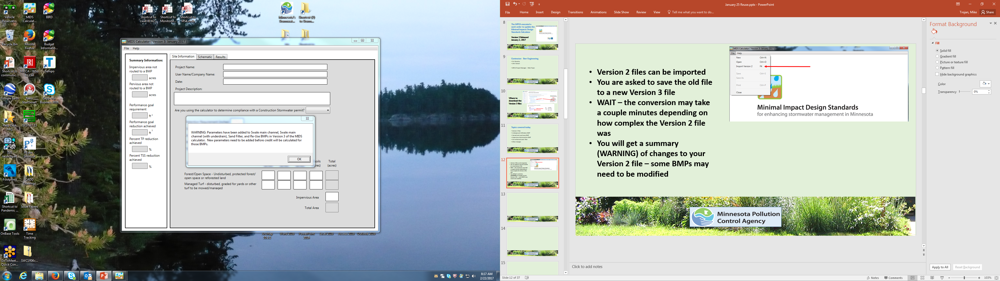 Vehicle
Reservati...
MIDS
Calculat...
BIRD
Shortcut to
cwi4VIEW2...
Shortcut to
Monitorin...
Shortcut to
MS4.mdb
Minnesota's
Stormwat...
Shortcut (2)
to Storm...
Recycle Bin
Mozilla
Firefox
Budget
Informatio...
Shortcut to
communic...
MPCA - Who
to Call
Tempo
Google Earth
Nero
StartSmart
Skype for
Business 2016
Help Desk
FAQ
SYSTAT 13
ISO
launchpad
P8.exe -
Shortcut
Footprints
CADD
Drawings
Shortcut to
Pandemic ...
Issue Papers
OnBase Tools
Time
Tracking
GoToMeet...
Quick Con...
SWC1R06c...
MIDS Calculator ( Version 3: January 2017 )
File Help
Summary Information:
Impervious area not
routed to a BMP
acres
Pervious area not
routed to a BMP
acres
Performance goal
requirement
ft 3
Performance goal
reduction achieved
ft 3
Percent TP reduction
achieved
%
Percent TSS reduction
achieved
%
Site Information Schematic Results
Project Name:
User Name/Company Name:
Date:
Project Description:
Are you using the calculator to determine compliance with a Construction Stormwater permit?
WARNING: Parameters have been added to Swale main channel, Swale main
channel (with underdrain), Sand Filter, and Re-Use BMPs in Version 3 of the MIDS
calculator. New parameters need to be added before credit will be calculated for
those BMPs.
OK
soils
Total
(acres)
Forest/Open Space - Undisturbed, protected forest/
open space or reforested land
Managed Turf - disturbed, graded for yards or other
turf to be mowed/managed
Impervious Area
Total Area
ArcMap
10.3.1
Word 2016
PowerPoint
2016
Excel 2016
Access 2016
Outlook 2016
8:17 AM
2/22/2017
January 25 Reuse.pptx - PowerPoint
File Home Insert Design Transitions Animations Slide Show Review View Tell me what you want to do...
Trojan, Mike Share
8
The MPCA executed a
work order to update the
Minimal Impacts Design
Standards Calculator
Version 3 Released
January 2, 2017
9
Contractor: Barr Engineering
MPCA Project Manager: Mike Trojan
10
Where to
download the
Version 3 files
11
Topics covered today
12
13
14
15
• Version 2 files can be imported
• You are asked to save the old file
to a new Version 3 file
• WAIT – the conversion may take
a couple minutes depending on
how complex the Version 2 file
was
• You will get a summary
(WARNING) of changes to your
Version 2 file – some BMPs may
need to be modified
MIDS Calculator ( Version 3: January 2017 )
File Help
New Ctrl+N
Open Ctrl+O
Import Version 2 F4
Save Ctrl+S
Save As
Print Ctrl+P
Close
Minimal Impact Design Standards
for enhancing stormwater management in Minnesota
Minnesota Pollution
Control Agency
Click to add notes
Slide 12 of 37
Notes Comments
103%
Format Background
Fill
Solid fill
Gradient fill
Picture or texture fill
Pattern fill
Hide background graphics
Color
Transparency 0%
Apply to All Reset Background